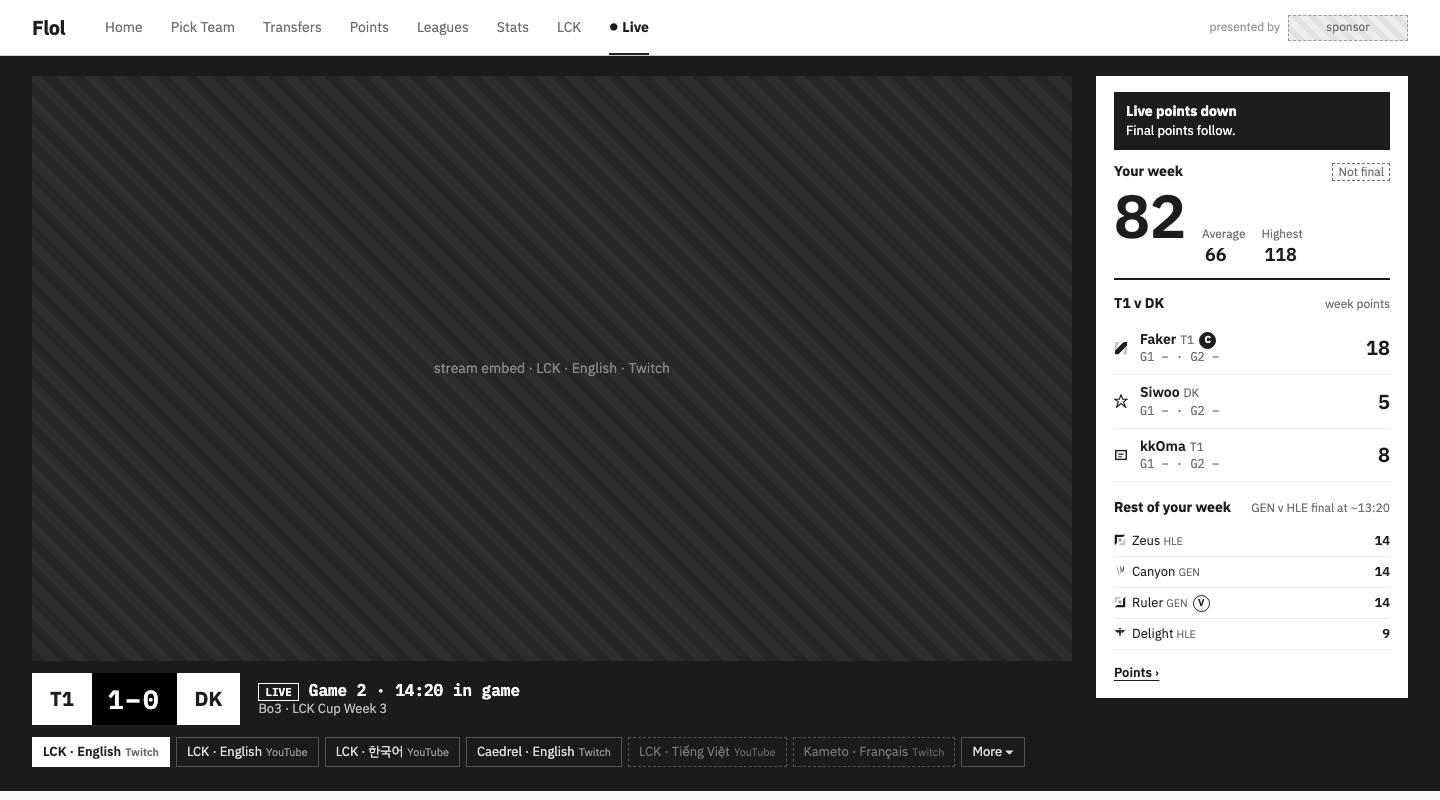 Flol
Home
Pick Team
Transfers
Points
Leagues
Stats
LCK
Live
presented by
sponsor
stream embed · LCK · English · Twitch
T1
1–0
DK
LIVE
Game 2 · 14:20 in game
Bo3 · LCK Cup Week 3
LCK · English Twitch
LCK · English YouTube
LCK · 한국어 YouTube
Caedrel · English Twitch
LCK · Tiếng Việt YouTube
Kameto · Français Twitch
More
Live points down
Final points follow.
Your week
Not final
82
Average
66
Highest
118
T1 v DK
week points
Faker T1 C
G1 – · G2 –
18
Siwoo DK
G1 – · G2 –
5
kkOma T1
G1 – · G2 –
8
Rest of your week
GEN v HLE final at ~13:20
Zeus HLE
14
Canyon GEN
14
Ruler GEN V
14
Delight HLE
9
Points ›